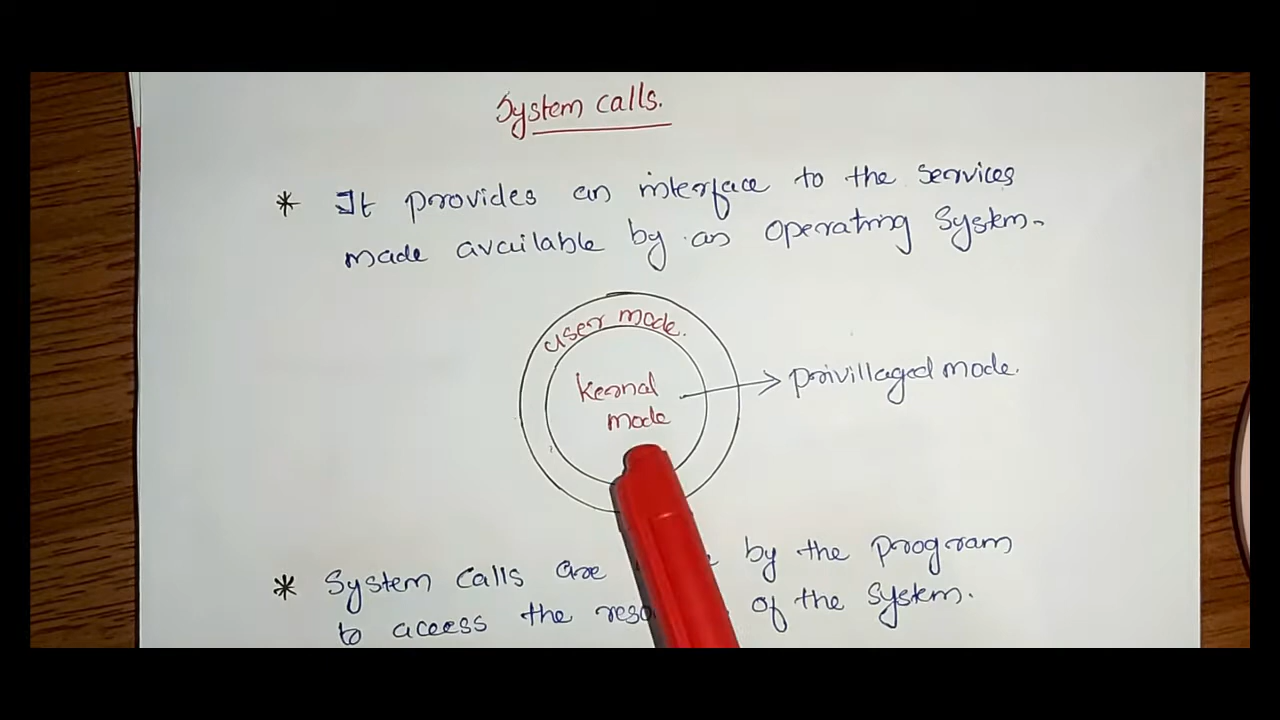 System calls.
* It provides an interface to the services
made available by an operating System.
user mode.
kernal
mode
privillaged mode.
* System calls are by the program
to access the of the System.